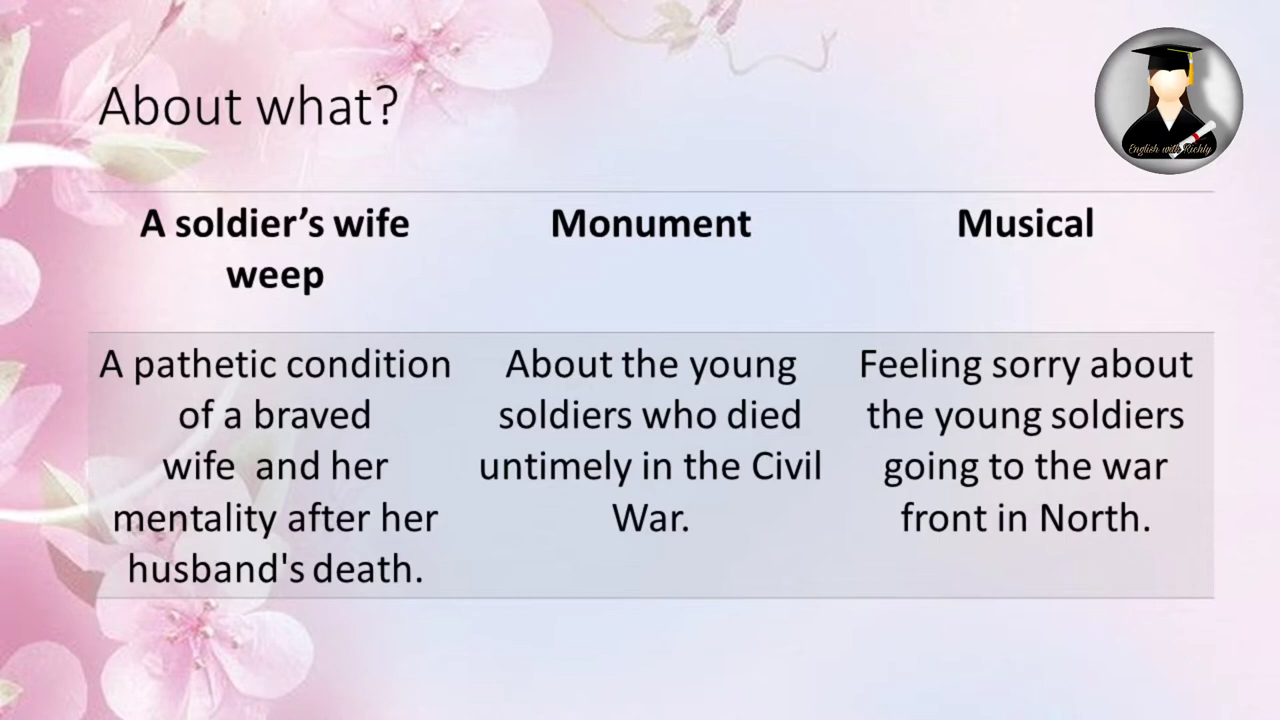 About what?
English with Richly
A soldier’s wife
weep
Monument
Musical
A pathetic condition
of a braved
wife  and her
mentality after her
husband's death.
About the young
soldiers who died
untimely in the Civil
War.
Feeling sorry about
the young soldiers
going to the war
front in North.